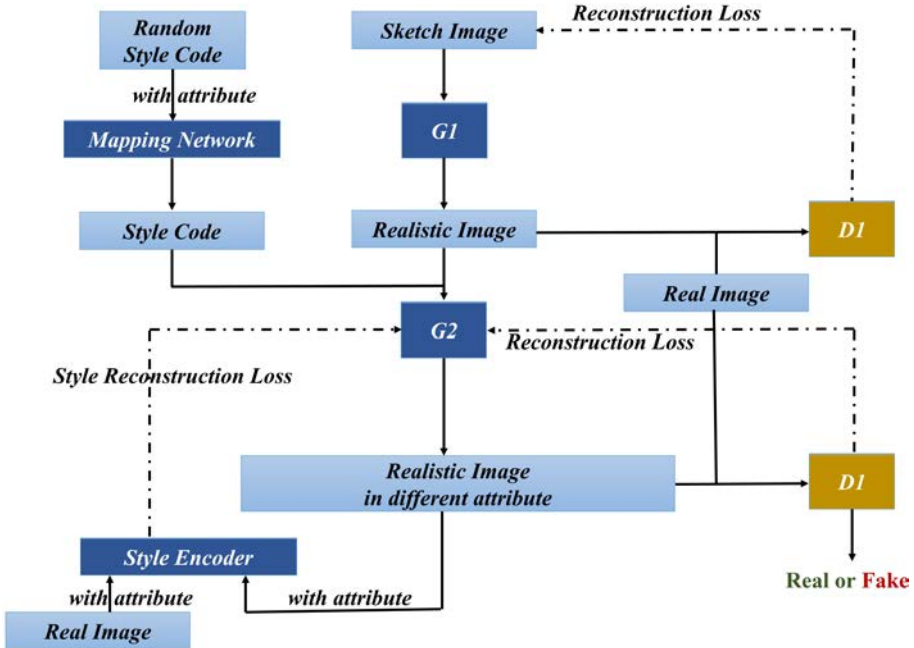 Random
Style Code
Sketch Image
Reconstruction Loss
with attribute
Mapping Network
G1
Style Code
Realistic Image
D1
Real Image
G2
Reconstruction Loss
Style Reconstruction Loss
Realistic Image
in different attribute
D1
Style Encoder
Real or Fake
with attribute
with attribute
Real Image